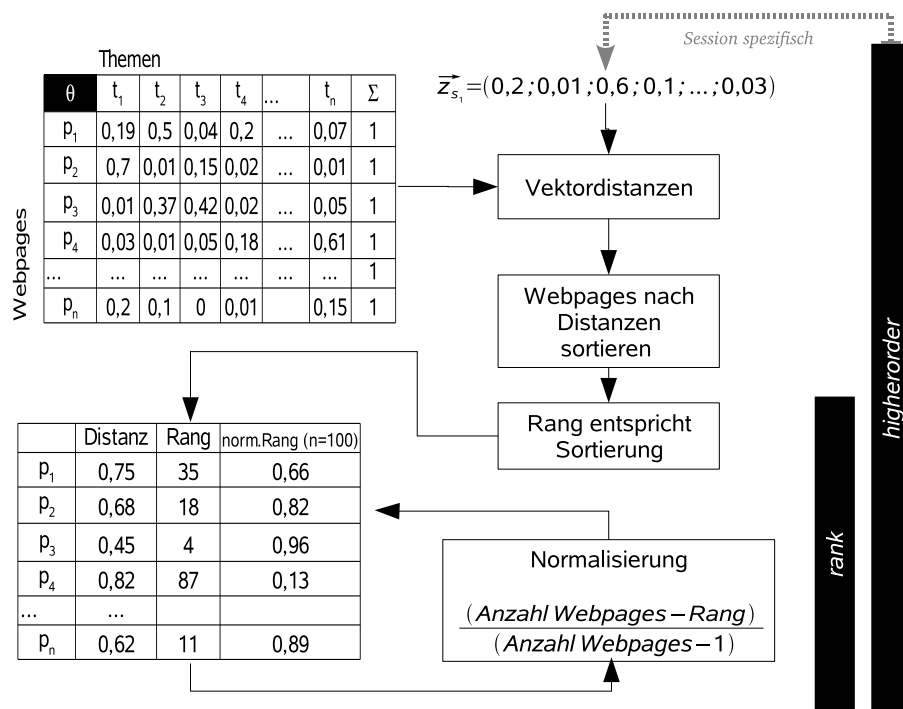 Session spezifisch
Themen
z_s₁=(0,2;0,01;0,6;0,1;...;0,03)
θ t₁ t₂ t₃ t₄ ... tₙ Σ
p₁ 0,19 0,5 0,04 0,2 ... 0,07 1
p₂ 0,7 0,01 0,15 0,02 ... 0,01 1
p₃ 0,01 0,37 0,42 0,02 ... 0,05 1
p₄ 0,03 0,01 0,05 0,18 ... 0,61 1
... ... ... ... ... ... 1
pₙ 0,2 0,1 0 0,01 0,15 1
Webpages
Vektordistanzen
Webpages nach
Distanzen
sortieren
Rang entspricht
Sortierung
Distanz Rang norm.Rang (n=100)
p₁ 0,75 35 0,66
p₂ 0,68 18 0,82
p₃ 0,45 4 0,96
p₄ 0,82 87 0,13
... ...
pₙ 0,62 11 0,89
Normalisierung
(Anzahl Webpages−Rang)
(Anzahl Webpages−1)
rank
higherorder